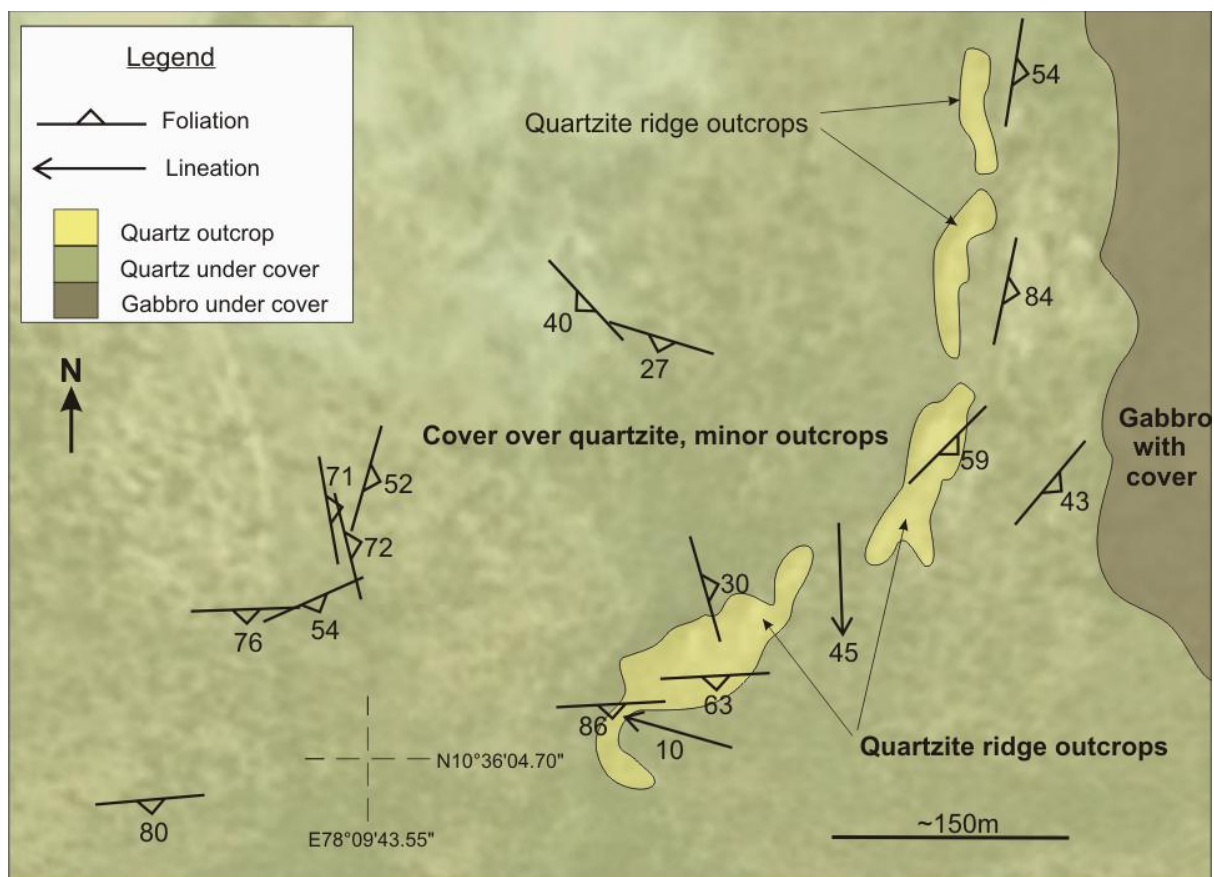 Legend
Foliation
Lineation
Quartz outcrop
Quartz under cover
Gabbro under cover
54
Quartzite ridge outcrops
84
40
27
N
Cover over quartzite, minor outcrops
Gabbro
with
cover
71
52
59
43
72
30
76
54
45
63
86
10
Quartzite ridge outcrops
N10°36'04.70"
E78°09'43.55"
80
~150m